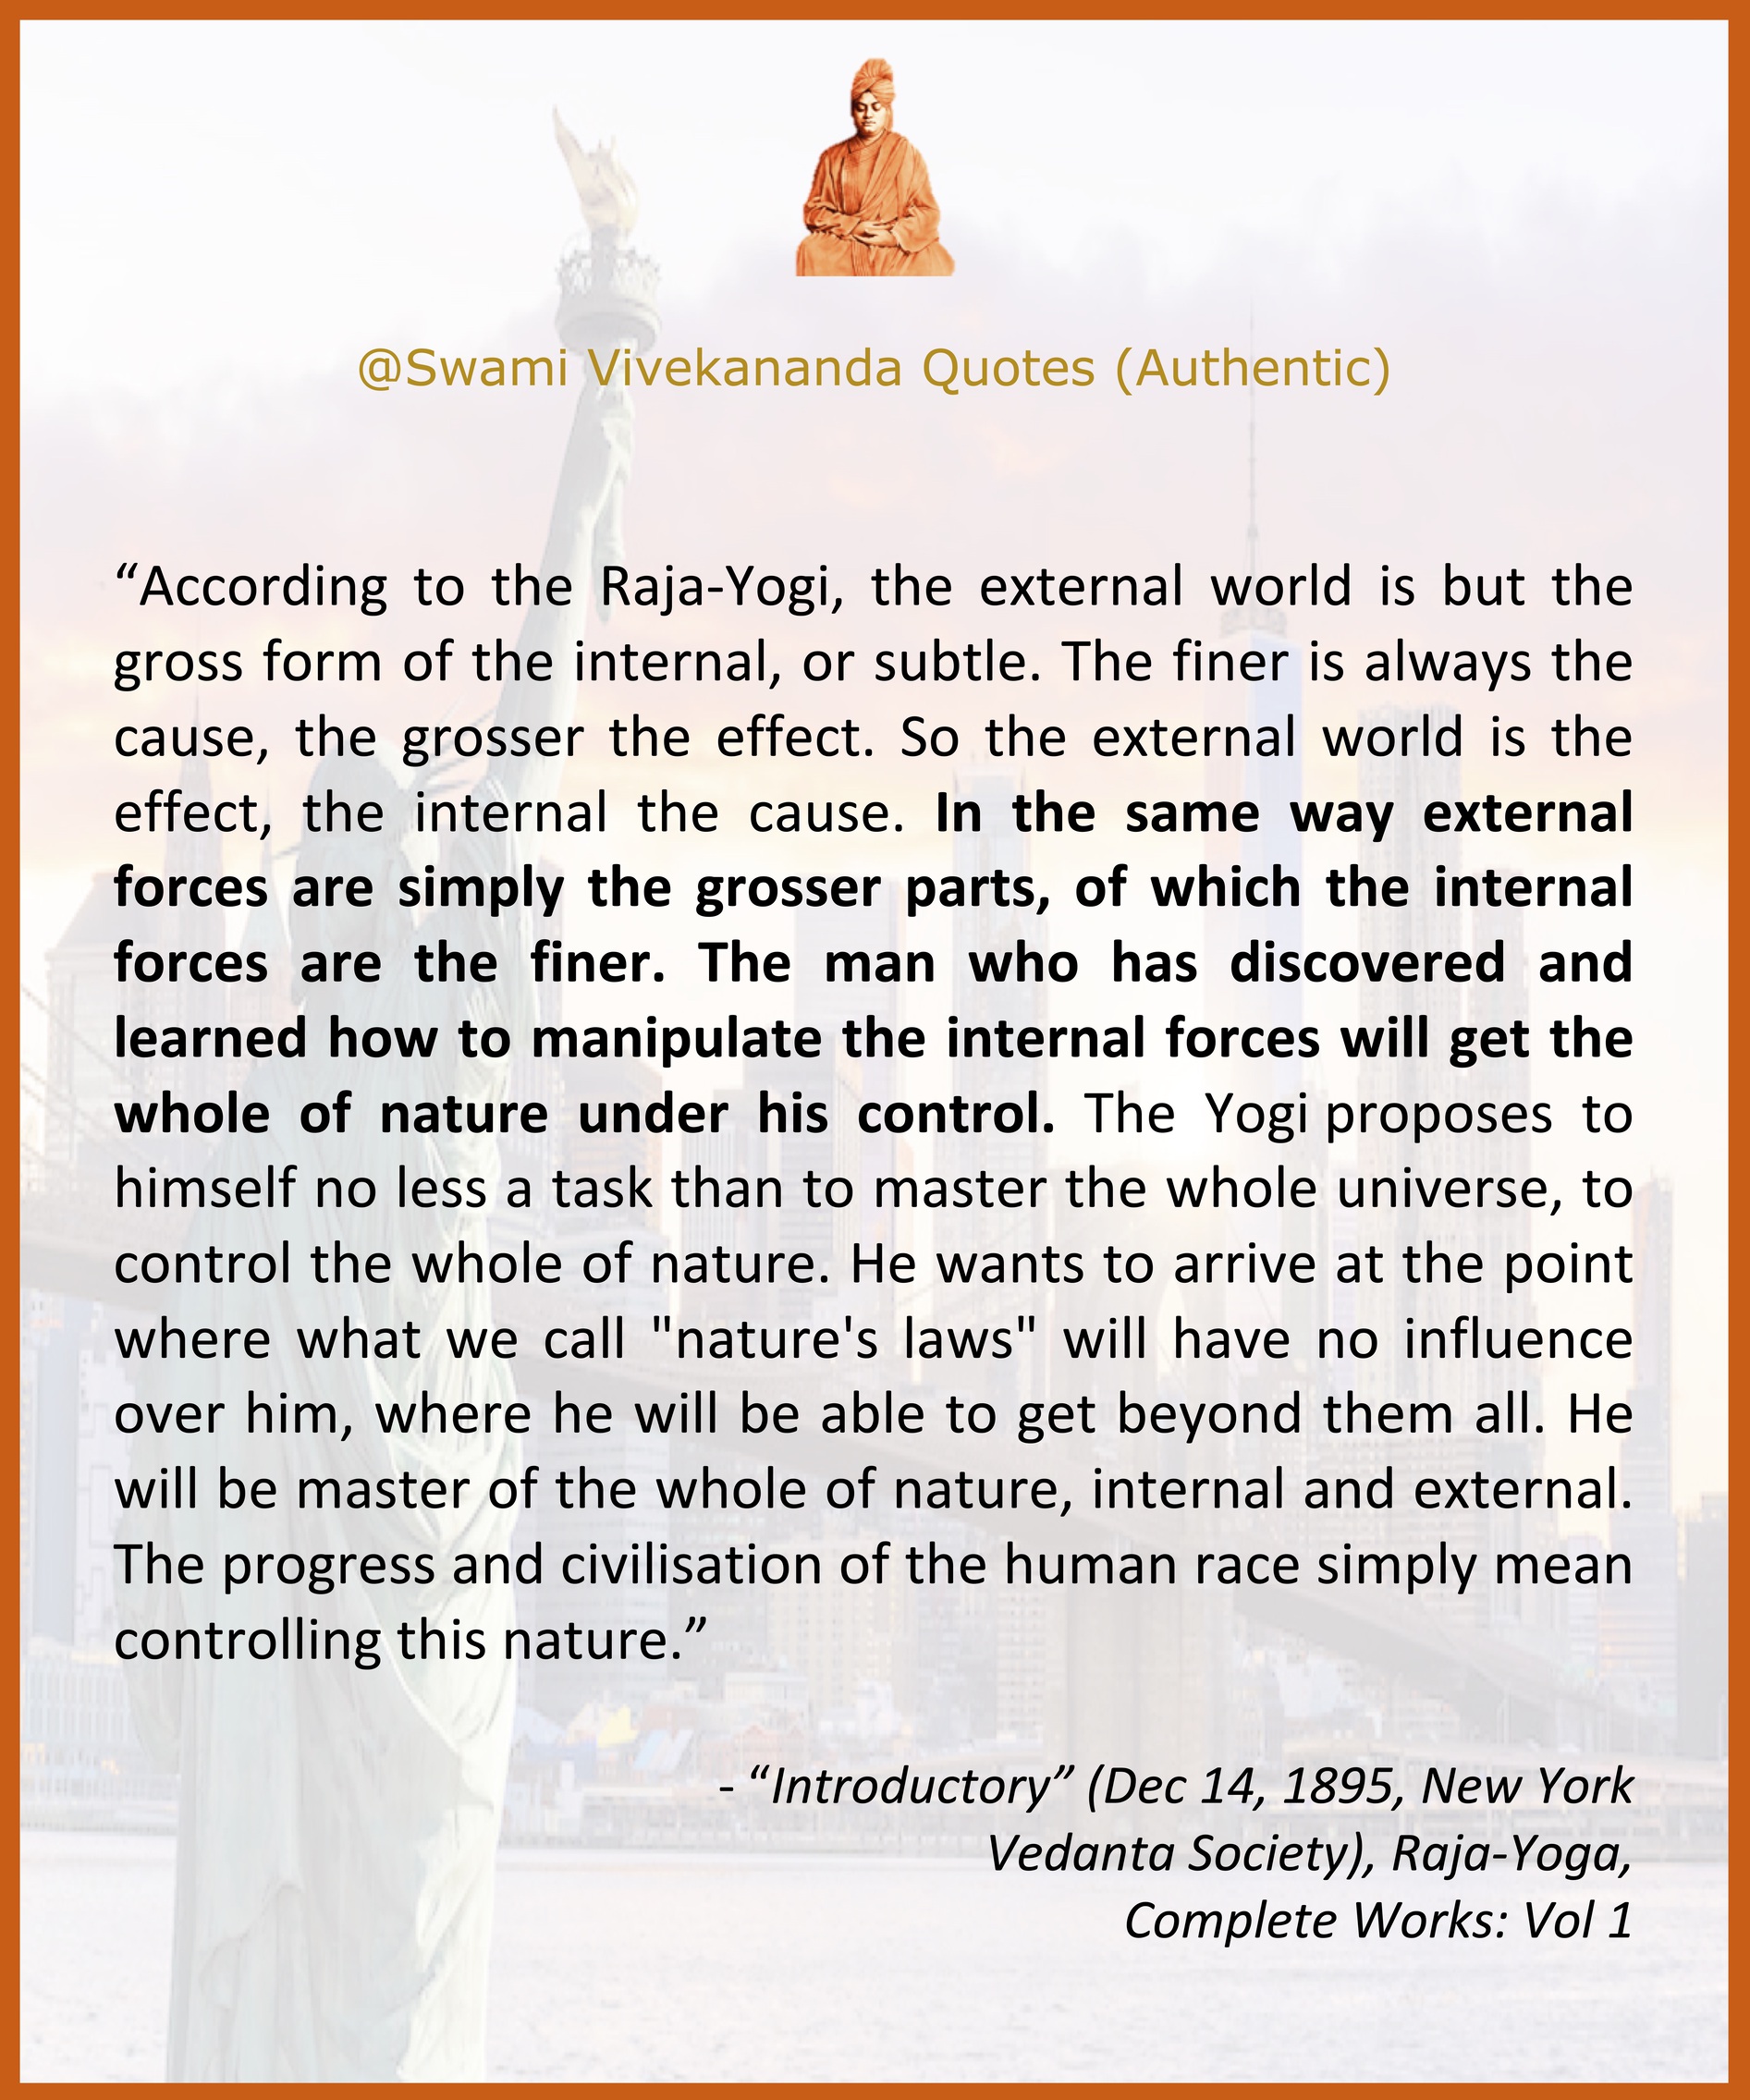 @Swami Vivekananda Quotes (Authentic)
“According to the Raja-Yogi, the external world is but the
gross form of the internal, or subtle. The finer is always the
cause, the grosser the effect. So the external world is the
effect, the internal the cause. In the same way external
forces are simply the grosser parts, of which the internal
forces are the finer. The man who has discovered and
learned how to manipulate the internal forces will get the
whole of nature under his control. The Yogi proposes to
himself no less a task than to master the whole universe, to
control the whole of nature. He wants to arrive at the point
where what we call "nature's laws" will have no influence
over him, where he will be able to get beyond them all. He
will be master of the whole of nature, internal and external.
The progress and civilisation of the human race simply mean
controlling this nature.”
- “Introductory” (Dec 14, 1895, New York
Vedanta Society), Raja-Yoga,
Complete Works: Vol 1